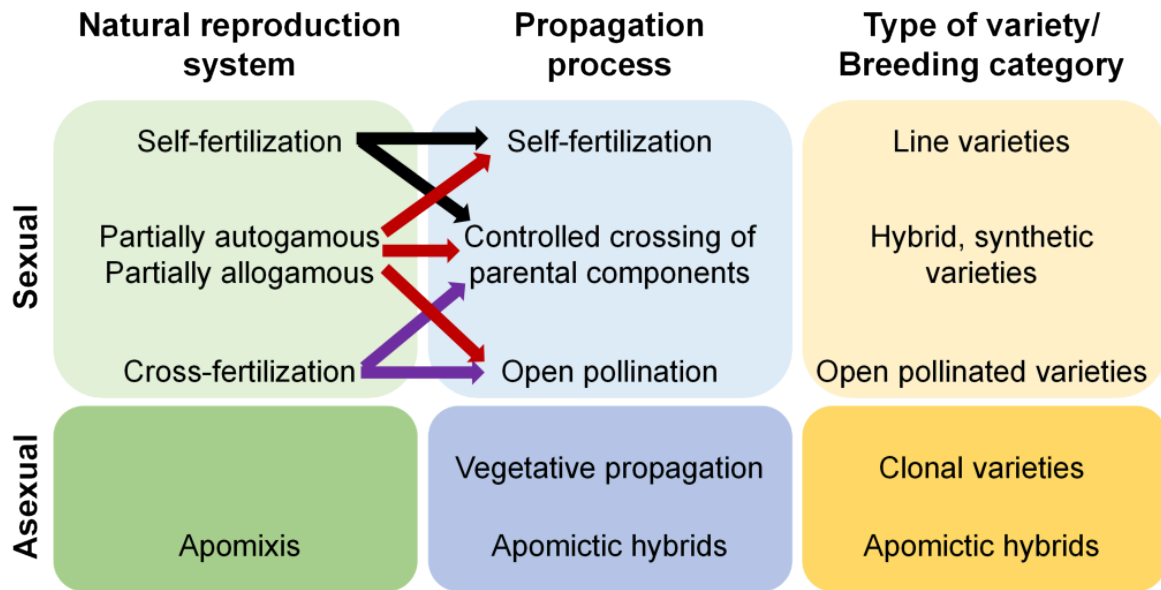 Natural reproduction
system
Propagation
process
Type of variety/
Breeding category
Sexual
Self-fertilization
Self-fertilization
Line varieties
Partially autogamous
Partially allogamous
Controlled crossing of
parental components
Hybrid, synthetic
varieties
Cross-fertilization
Open pollination
Open pollinated varieties
Asexual
Vegetative propagation
Clonal varieties
Apomixis
Apomictic hybrids
Apomictic hybrids